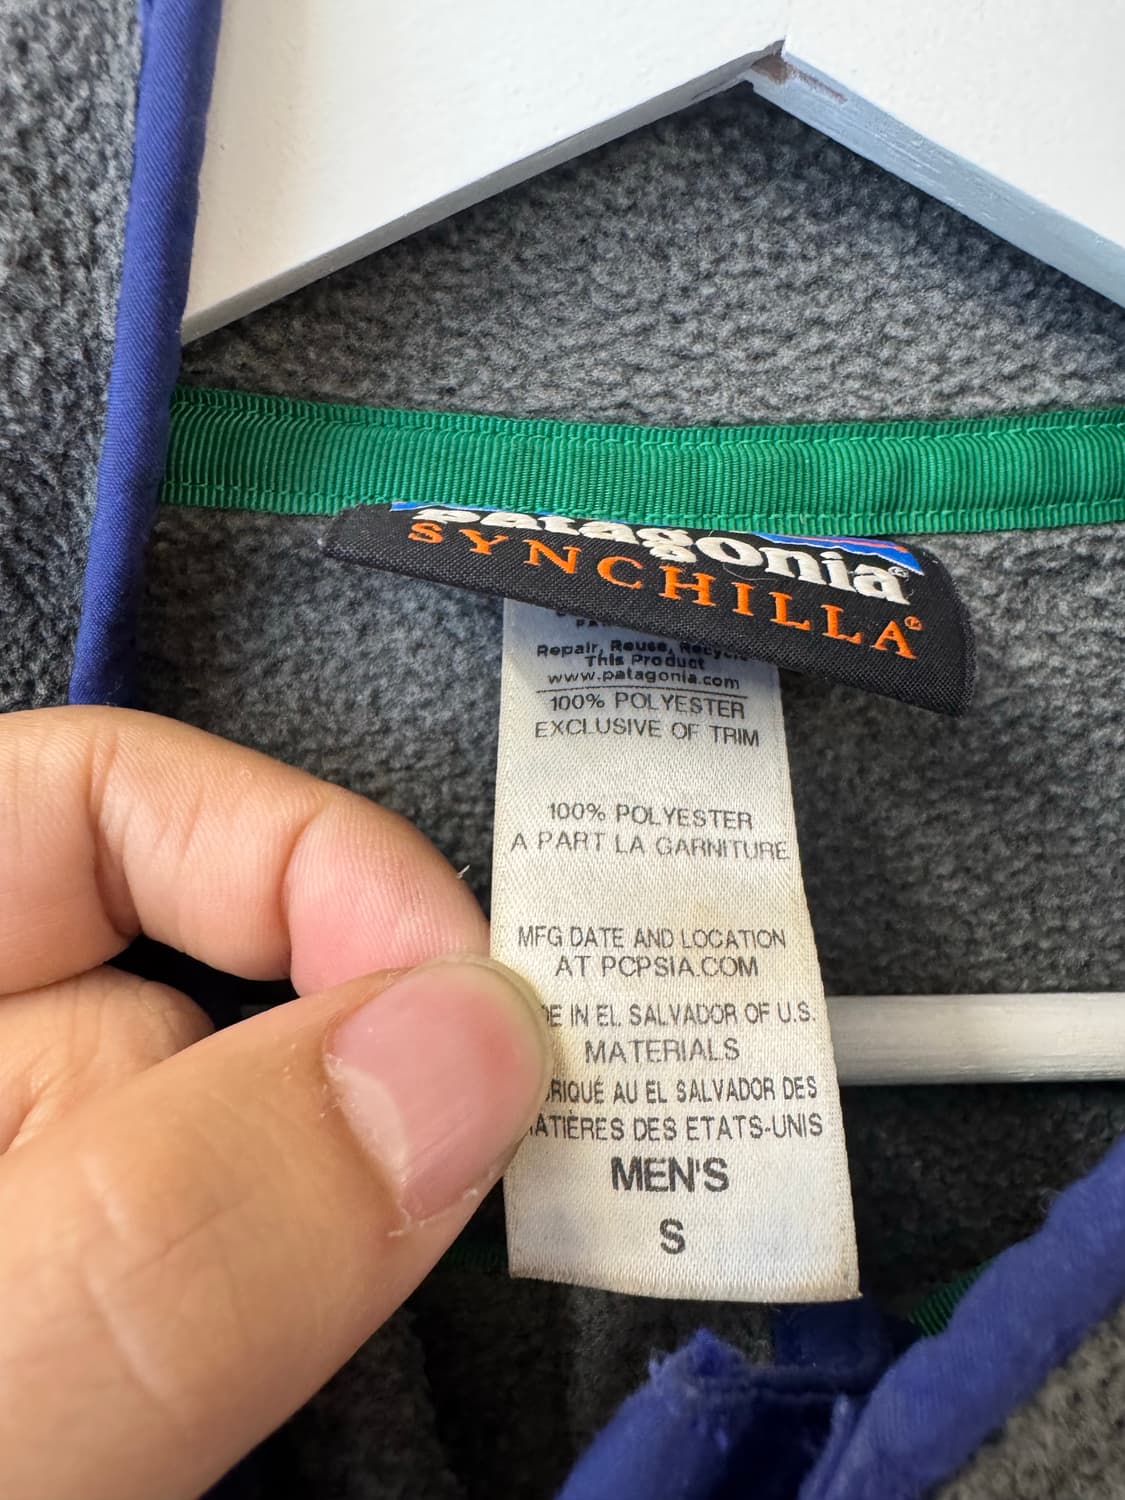 patagonia®
SYNCHILLA®
Repair, Reuse, Recycle
This Product
www.patagonia.com
100% POLYESTER
EXCLUSIVE OF TRIM
100% POLYESTER
A PART LA GARNITURE
MFG DATE AND LOCATION
AT PCPSIA.COM
DE IN EL SALVADOR OF U.S.
MATERIALS
RIQUÉ AU EL SALVADOR DES
ATIÈRES DES ETATS-UNIS
MEN'S
S